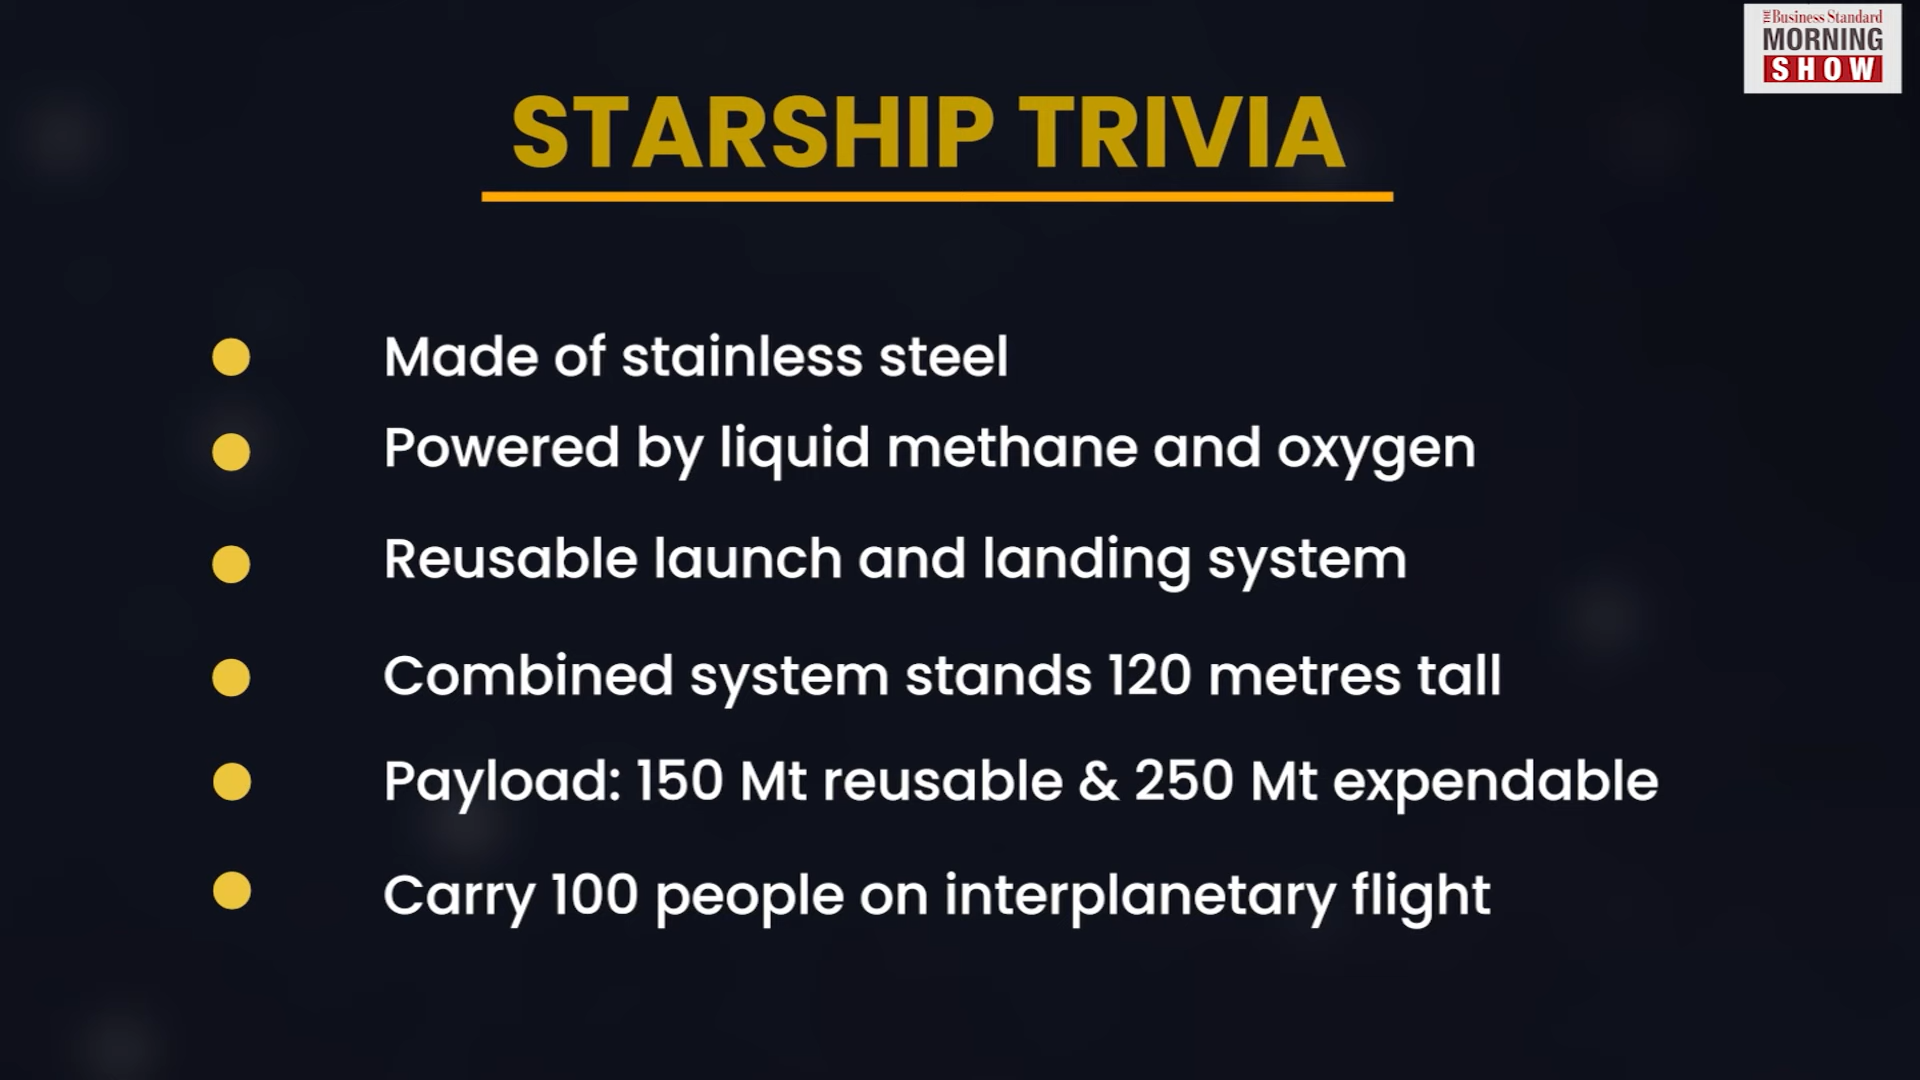 THE Business Standard
MORNING
SHOW
STARSHIP TRIVIA
Made of stainless steel
Powered by liquid methane and oxygen
Reusable launch and landing system
Combined system stands 120 metres tall
Payload: 150 Mt reusable & 250 Mt expendable
Carry 100 people on interplanetary flight